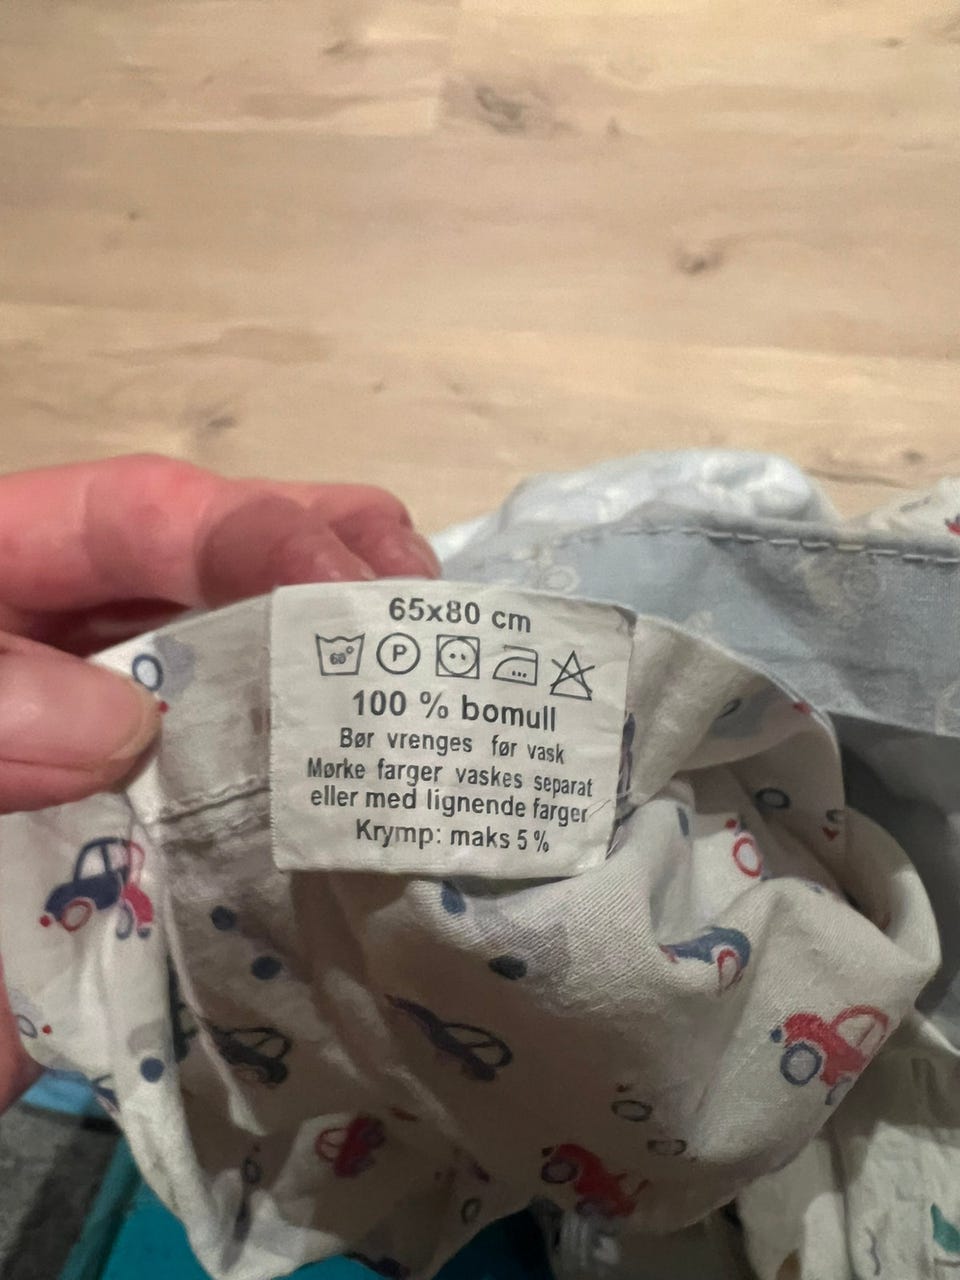 65x80 cm
60° P
100 % bomull
Bør vrenges før vask
Mørke farger vaskes separat
eller med lignende farger
Krymp: maks 5 %